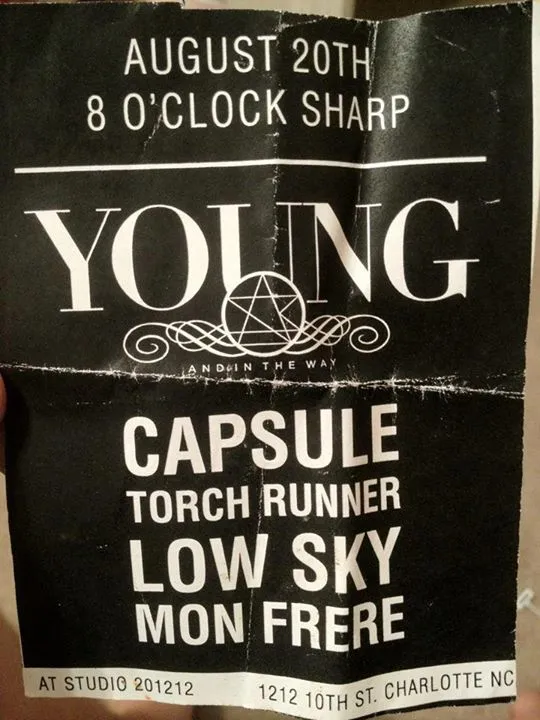 AUGUST 20TH
8 O'CLOCK SHARP
YOUNG
AND IN THE WAY
CAPSULE
TORCH RUNNER
LOW SKY
MON FRERE
AT STUDIO 201212 1212 10TH ST. CHARLOTTE NC